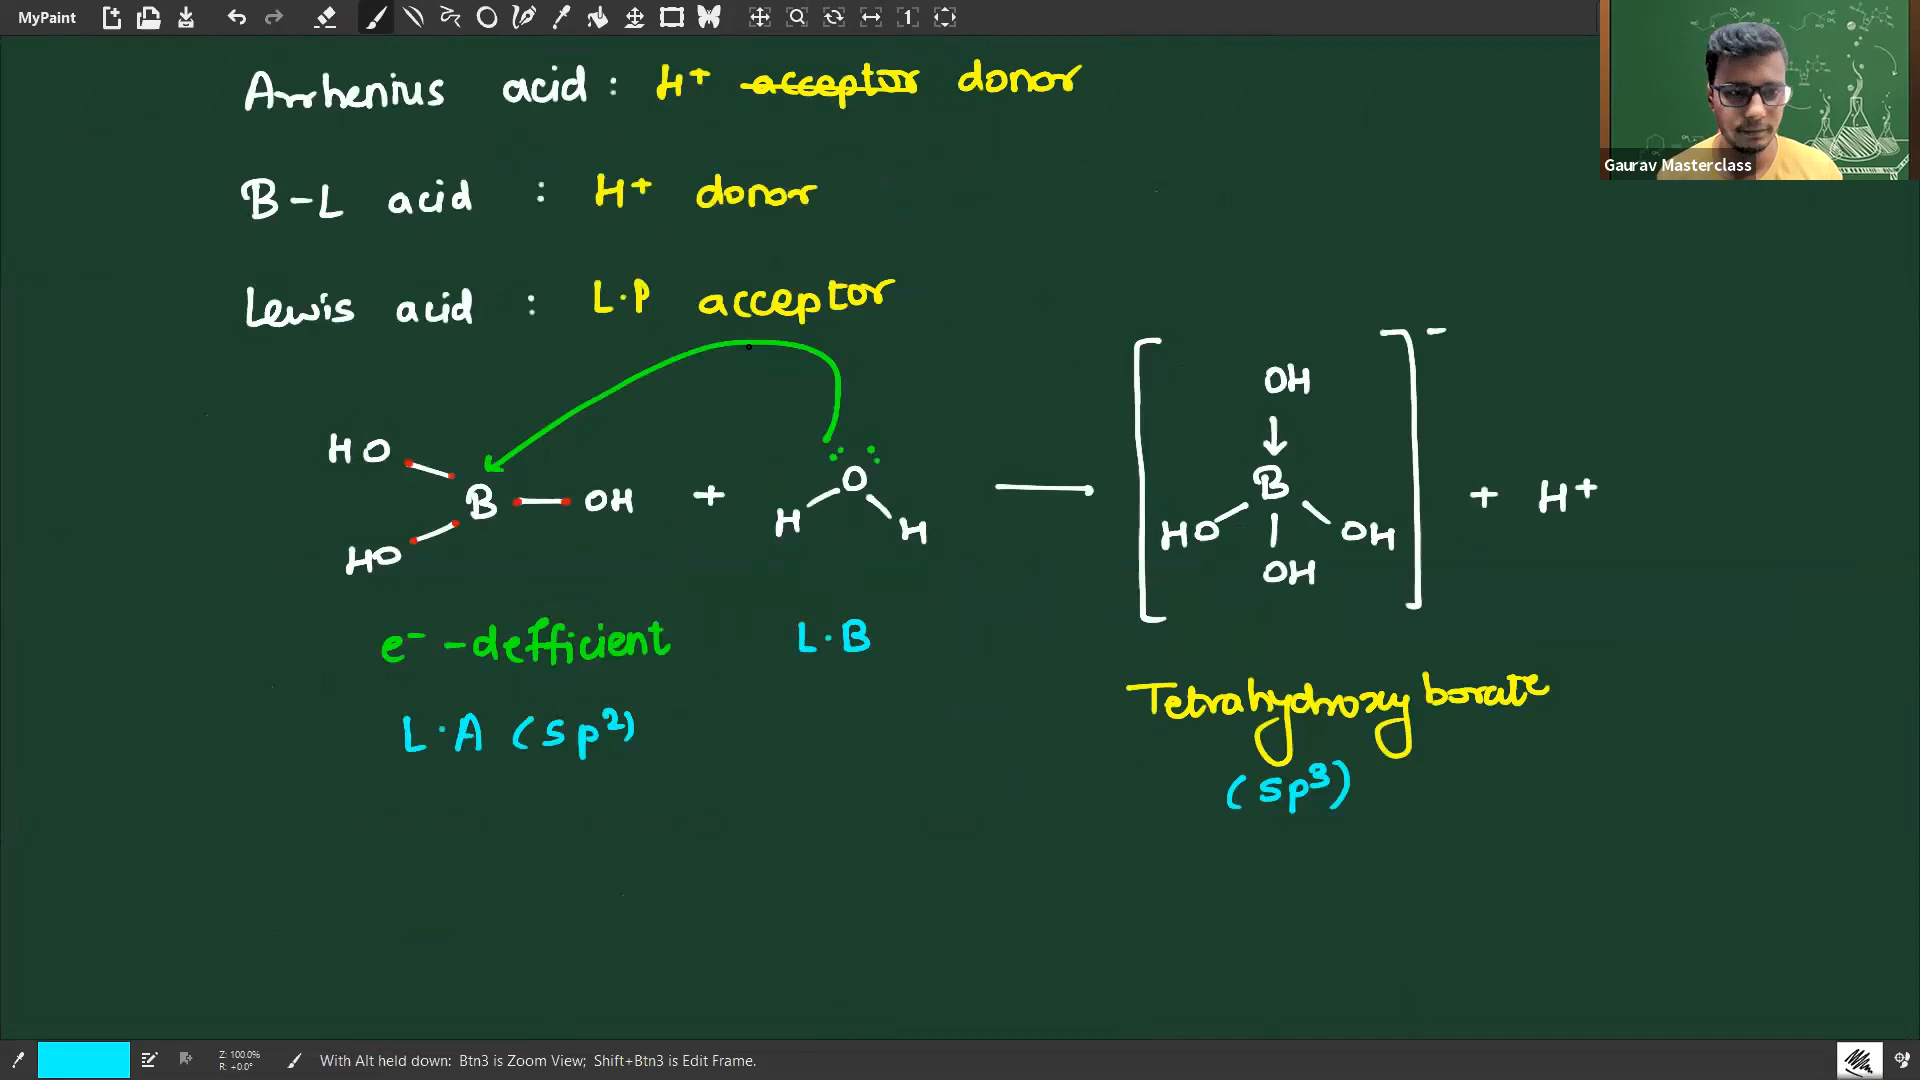 MyPaint
Gaurav Masterclass
Arrhenius acid : H+ acceptor donor
B-L acid : H+ donor
Lewis acid : L.P acceptor
HO
B
OH
HO
+
O
H
H
OH
B
HO
OH
OH
-
+ H+
e- -defficient
L.B
L.A (sp²)
Tetrahydroxy borate
(sp³)
Z: 100.0%
R: +0.0°
With Alt held down: Btn3 is Zoom View; Shift+Btn3 is Edit Frame.